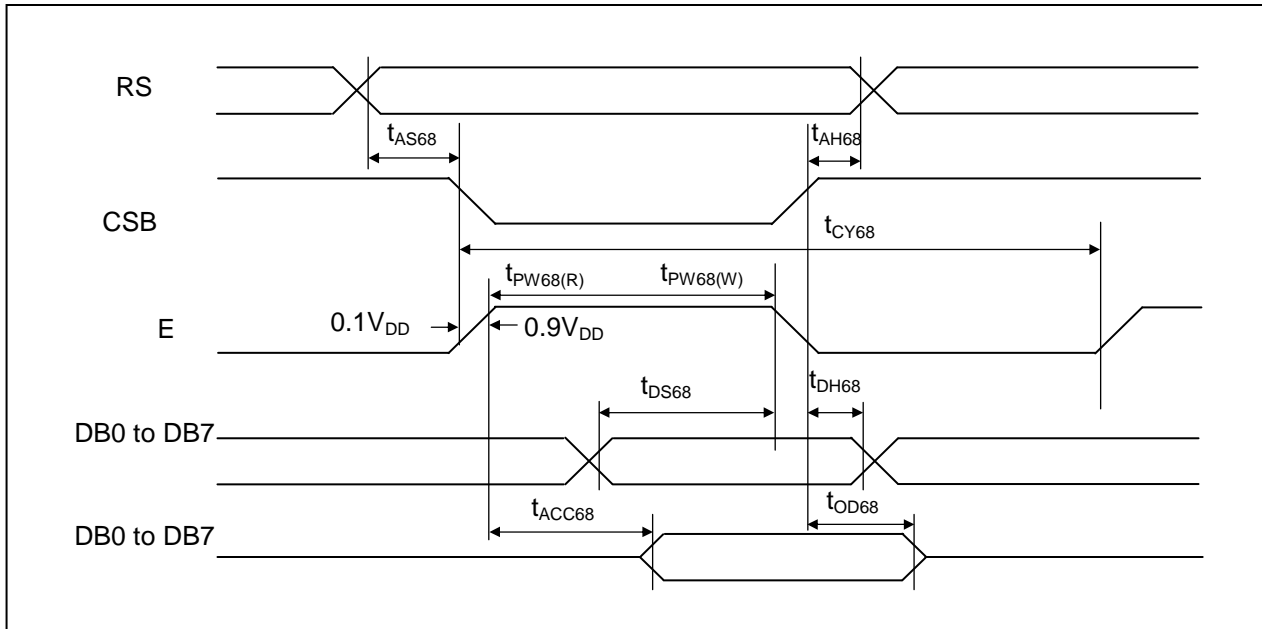 RS
tAS68
tAH68
CSB
tCY68
tPW68(R) tPW68(W)
E
0.1VDD
0.9VDD
tDS68
tDH68
DB0 to DB7
tACC68
tOD68
DB0 to DB7